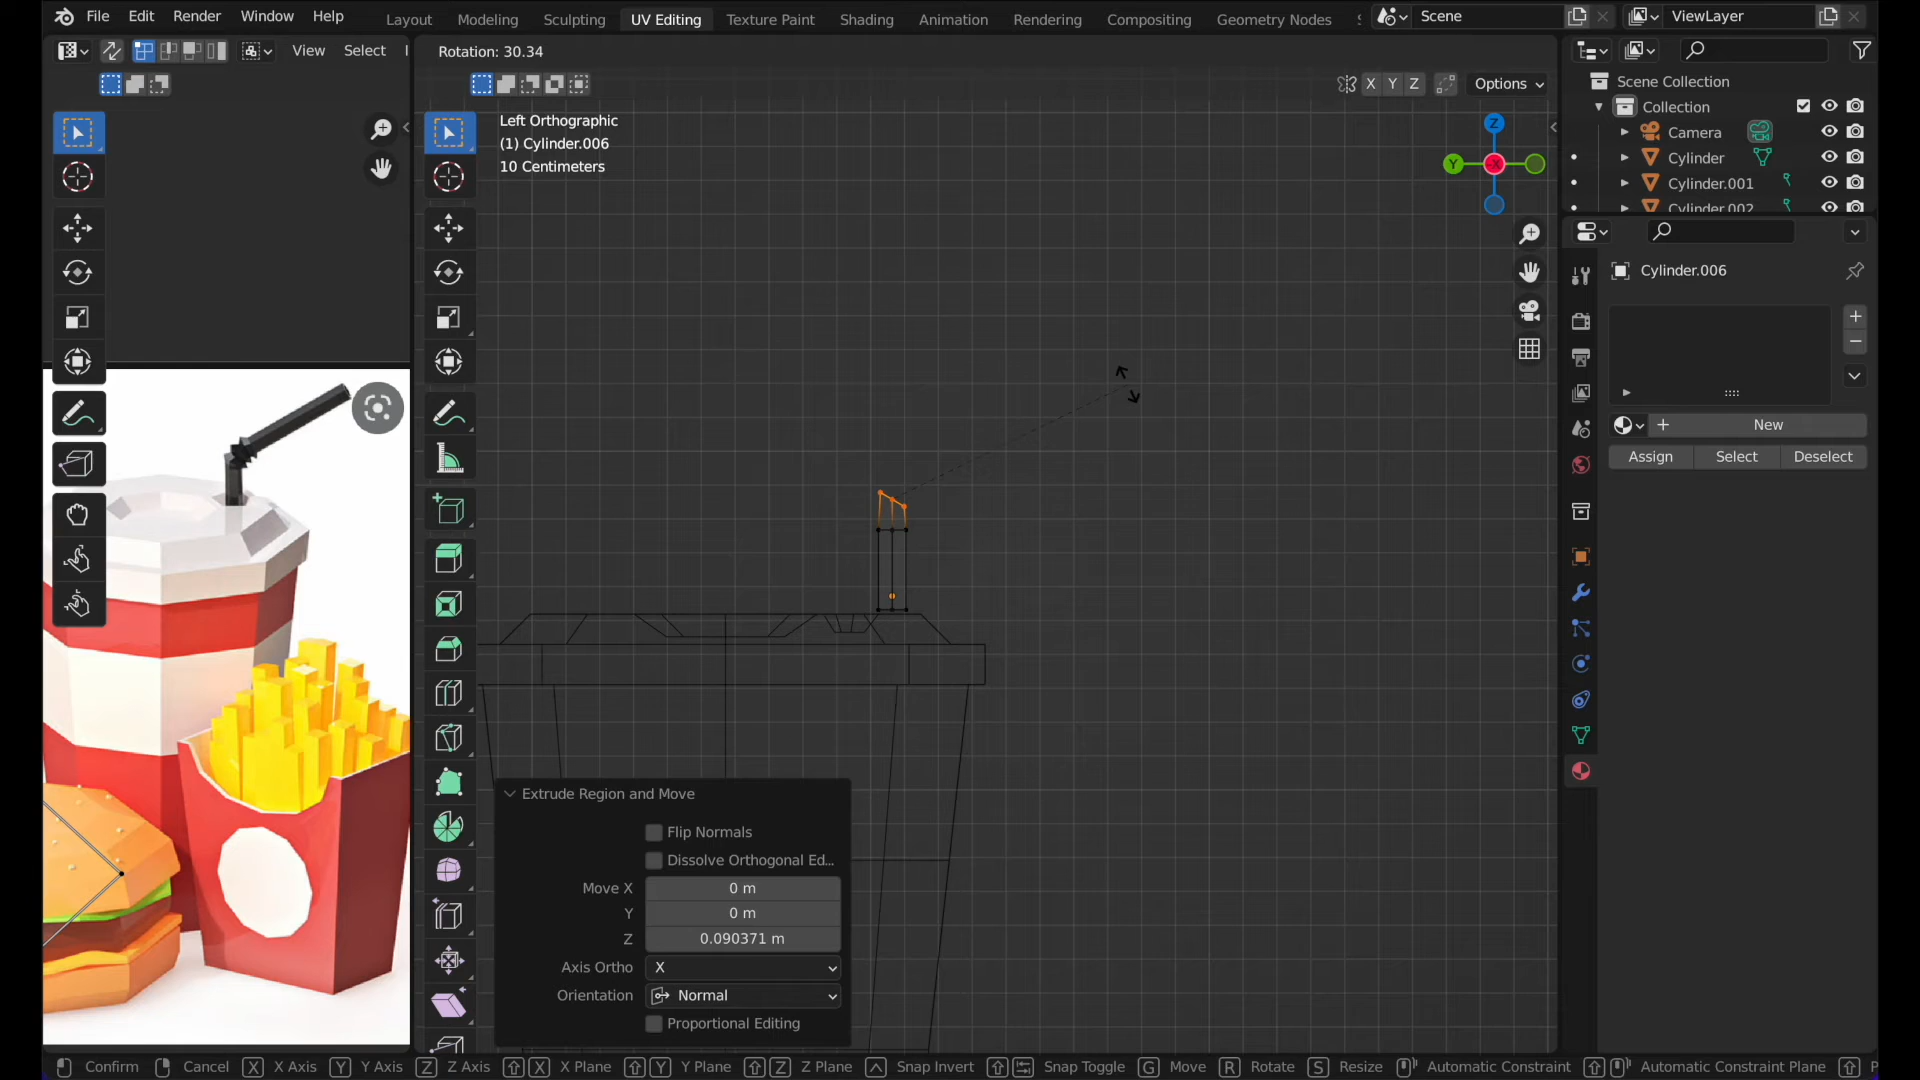 File Edit Render Window Help
Layout Modeling Sculpting UV Editing Texture Paint Shading Animation Rendering Compositing Geometry Nodes
Scene
ViewLayer
View Select
Rotation: 30.34
X Y Z
Options
Left Orthographic
(1) Cylinder.006
10 Centimeters
Z
Y
X
Scene Collection
Collection
Camera
Cylinder
Cylinder.001
Cylinder.002
Cylinder.006
New
Assign Select Deselect
Extrude Region and Move
Flip Normals
Dissolve Orthogonal Ed...
Move X 0 m
Y 0 m
Z 0.090371 m
Axis Ortho X
Orientation Normal
Proportional Editing
Confirm Cancel X X Axis Y Y Axis Z Z Axis X X Plane Y Y Plane Z Z Plane Snap Invert Snap Toggle G Move R Rotate S Resize Automatic Constraint Automatic Constraint Plane